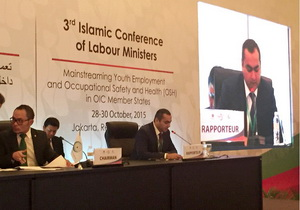 3rd Islamic Conference
of Labour Ministers
Mainstreaming Youth Employment
and Occupational Safety and Health (OSH)
in OIC Member States
28-30 October, 2015
Jakarta,
CHAIRMAN
RAPPORTEUR